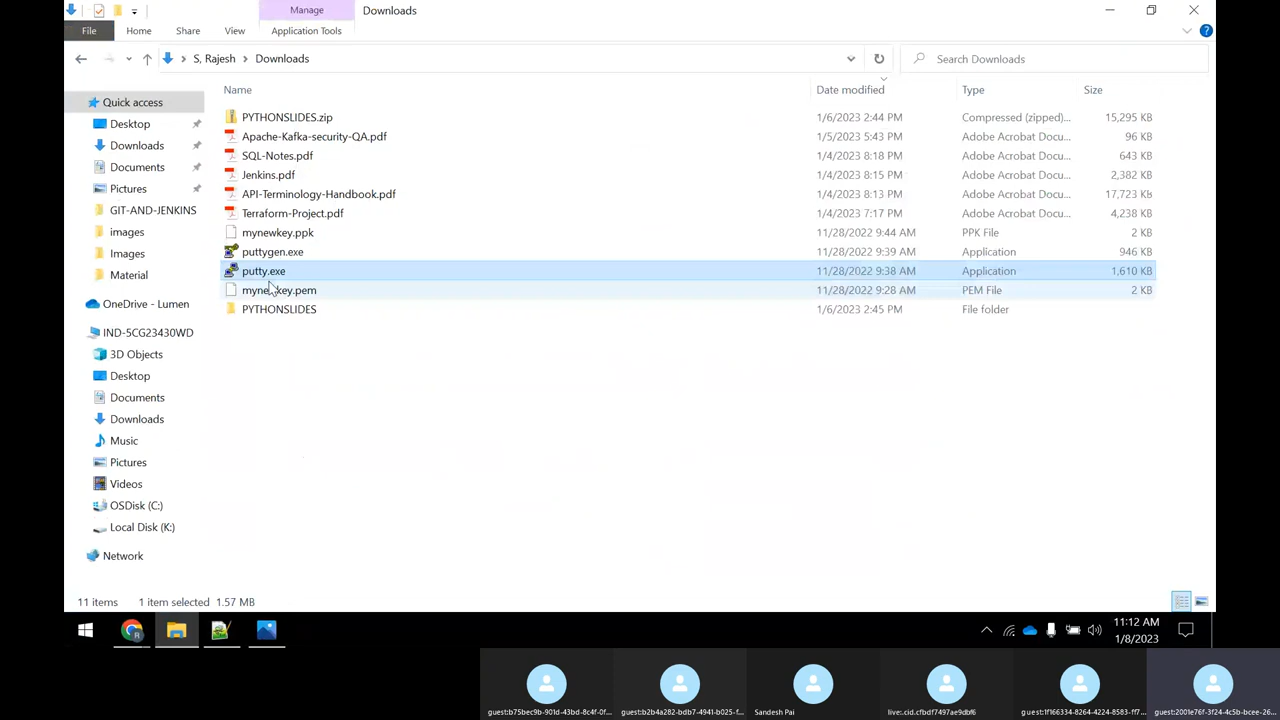 Manage
Downloads
File
Home
Share
View
Application Tools
S, Rajesh
Downloads
Search Downloads
Name
Date modified
Type
Size
Quick access
Desktop
Downloads
Documents
Pictures
GIT-AND-JENKINS
images
Images
Material
OneDrive - Lumen
IND-5CG23430WD
3D Objects
Desktop
Documents
Downloads
Music
Pictures
Videos
OSDisk (C:)
Local Disk (K:)
Network
PYTHONSLIDES.zip 1/6/2023 2:44 PM Compressed (zipped)... 15,295 KB
Apache-Kafka-security-QA.pdf 1/5/2023 5:43 PM Adobe Acrobat Docu... 96 KB
SQL-Notes.pdf 1/4/2023 8:18 PM Adobe Acrobat Docu... 643 KB
Jenkins.pdf 1/4/2023 8:15 PM Adobe Acrobat Docu... 2,382 KB
API-Terminology-Handbook.pdf 1/4/2023 8:13 PM Adobe Acrobat Docu... 17,723 KB
Terraform-Project.pdf 1/4/2023 7:17 PM Adobe Acrobat Docu... 4,238 KB
mynewkey.ppk 11/28/2022 9:44 AM PPK File 2 KB
puttygen.exe 11/28/2022 9:39 AM Application 946 KB
putty.exe 11/28/2022 9:38 AM Application 1,610 KB
mynewkey.pem 11/28/2022 9:28 AM PEM File 2 KB
PYTHONSLIDES 1/6/2023 2:45 PM File folder
11 items 1 item selected 1.57 MB
11:12 AM
1/8/2023
guest:b75bec9b-901d-43bd-8c4f-0f...
guest:b2b4a282-bdb7-4941-b025-f...
Sandesh Pai
live:.cid.cfbdf7497ae9dbf6
guest:1f166334-8264-4224-8583-ff7...
guest:2001e76f-3f24-4c5b-bcee-26...